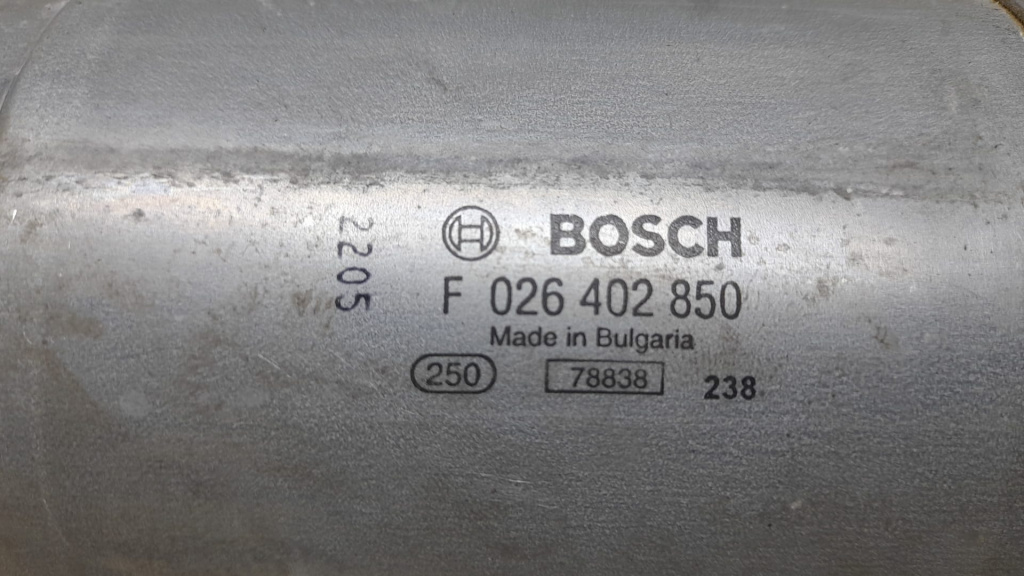 2205
BOSCH
F 026 402 850
Made in Bulgaria
250 78838 238